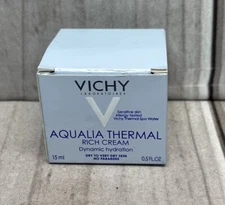 VICHY
LABORATOIRES
Sensitive skin
Allergy tested
Vichy Thermal Spa Water
AQUALIA THERMAL
RICH CREAM
Dynamic hydration
DRY TO VERY DRY SKIN
NO PARABENS
15 ml
0.5 FL.OZ.